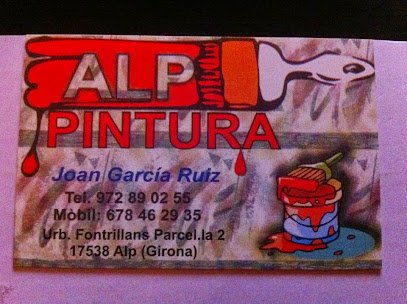 ALP
PINTURA
Joan García Ruiz
Tel. 972 89 02 55
Mòbil: 678 46 29 35
Urb. Fontrillans Parcel.la 2
17538 Alp (Girona)